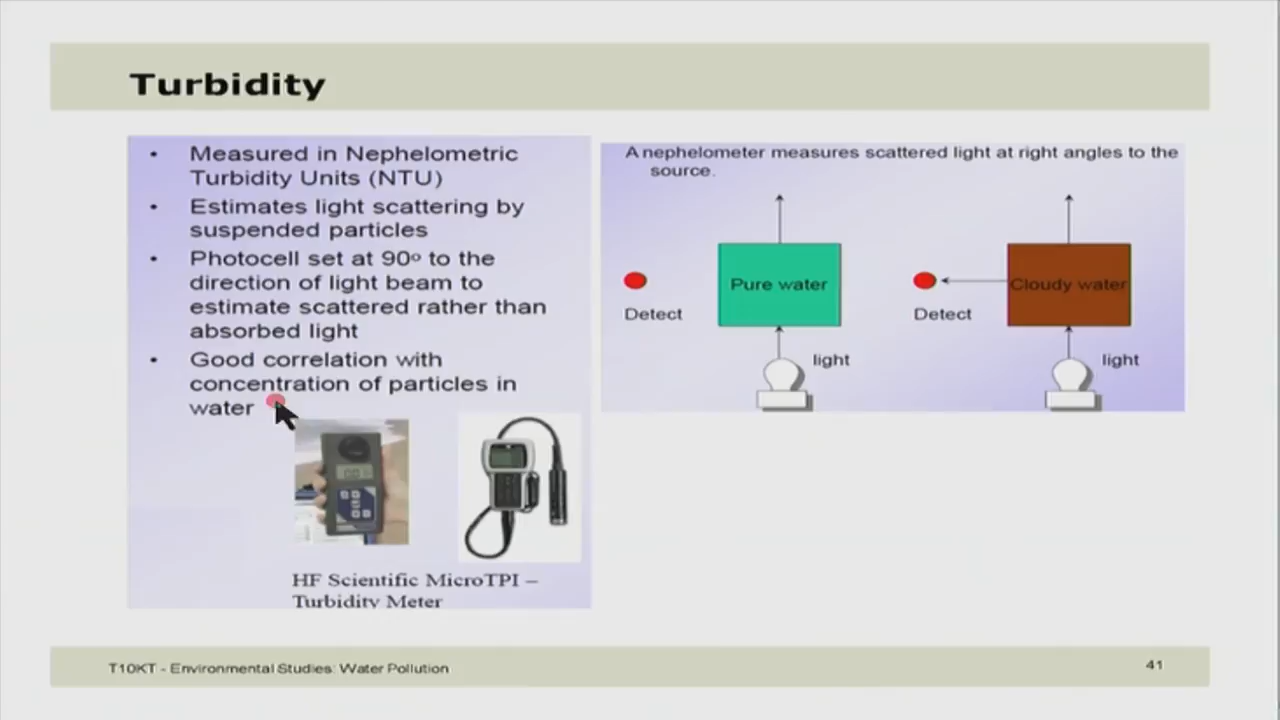 Turbidity
• Measured in Nephelometric
Turbidity Units (NTU)
• Estimates light scattering by
suspended particles
• Photocell set at 90º to the
direction of light beam to
estimate scattered rather than
absorbed light
• Good correlation with
concentration of particles in
water
HF Scientific MicroTPI –
Turbidity Meter
A nephelometer measures scattered light at right angles to the
source.
Pure water
Detect
light
Cloudy water
Detect
light
T10KT - Environmental Studies: Water Pollution
41